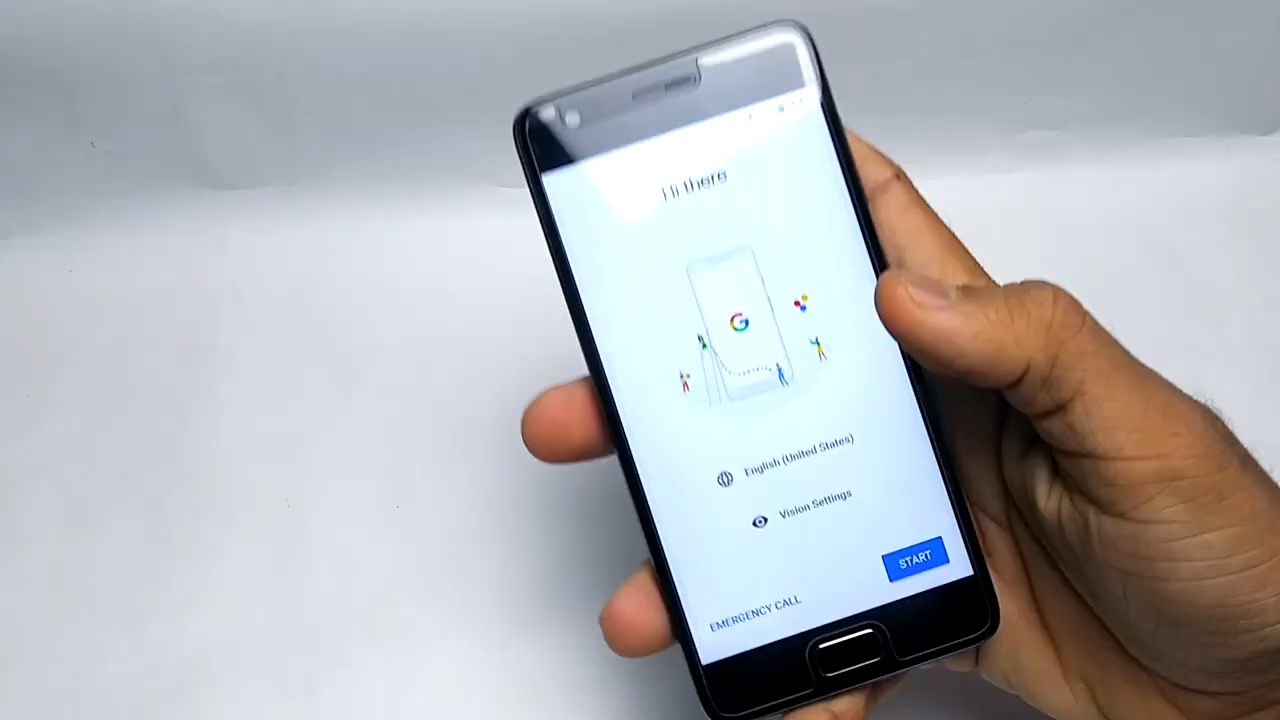 Hi there
G
English (United States)
Vision Settings
START
EMERGENCY CALL